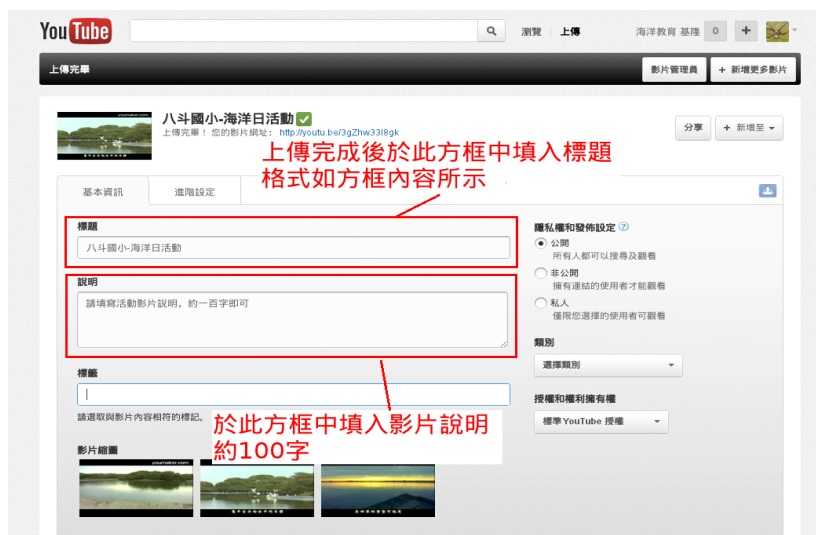 YouTube
瀏覽 上傳
海洋教育 基隆 0 +
上傳完畢
影片管理員
+ 新增更多影片
八斗國小-海洋日活動
上傳完畢！ 您的影片網址： http://youtu.be/3gZhw33l8gk
分享
+ 新增至
上傳完成後於此方框中填入標題
格式如方框內容所示
基本資訊
進階設定
標題
八斗國小-海洋日活動
說明
請填寫活動影片說明，約一百字即可
標籤
請選取與影片內容相符的標記。
於此方框中填入影片說明
約100字
影片縮圖
youmaker.com
隱私權和發佈設定 ?
公開
所有人都可以搜尋及觀看
非公開
擁有連結的使用者才能觀看
私人
僅限您選擇的使用者可觀看
類別
選擇類別
授權和權利擁有權
標準 YouTube 授權